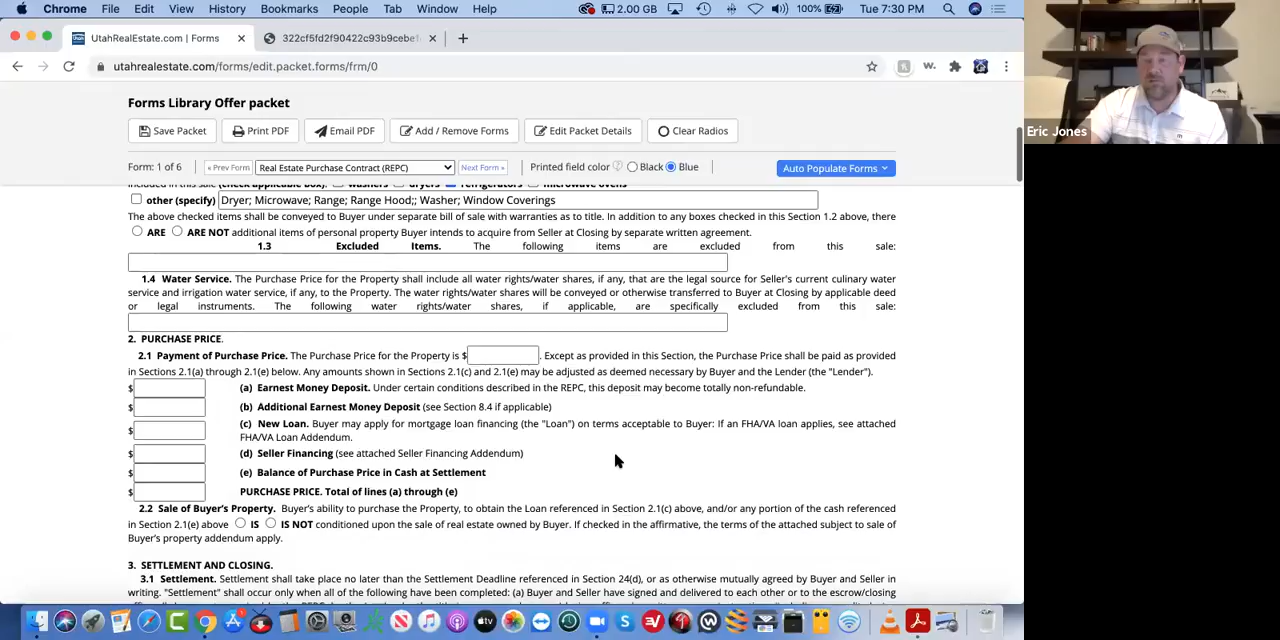 Chrome File Edit View History Bookmarks People Tab Window Help 2.00 GB 100% Tue 7:30 PM
UtahRealEstate.com | Forms 322cf5fd2f90422c93b9cebe
utahrealestate.com/forms/edit.packet.forms/frm/0
Forms Library Offer packet
Save Packet Print PDF Email PDF Add / Remove Forms Edit Packet Details Clear Radios
Form: 1 of 6 « Prev Form Real Estate Purchase Contract (REPC) Next Form » Printed field color Black Blue Auto Populate Forms
included in this sale (check applicable box): washers dryers refrigerators microwave ovens
other (specify) Dryer; Microwave; Range; Range Hood;; Washer; Window Coverings
The above checked items shall be conveyed to Buyer under separate bill of sale with warranties as to title. In addition to any boxes checked in this Section 1.2 above, there
ARE ARE NOT additional items of personal property Buyer intends to acquire from Seller at Closing by separate written agreement.
1.3 Excluded Items. The following items are excluded from this sale:
1.4 Water Service. The Purchase Price for the Property shall include all water rights/water shares, if any, that are the legal source for Seller's current culinary water
service and irrigation water service, if any, to the Property. The water rights/water shares will be conveyed or otherwise transferred to Buyer at Closing by applicable deed
or legal instruments. The following water rights/water shares, if applicable, are specifically excluded from this sale:
2. PURCHASE PRICE.
2.1 Payment of Purchase Price. The Purchase Price for the Property is $ . Except as provided in this Section, the Purchase Price shall be paid as provided
in Sections 2.1(a) through 2.1(e) below. Any amounts shown in Sections 2.1(c) and 2.1(e) may be adjusted as deemed necessary by Buyer and the Lender (the "Lender").
$ (a) Earnest Money Deposit. Under certain conditions described in the REPC, this deposit may become totally non-refundable.
$ (b) Additional Earnest Money Deposit (see Section 8.4 if applicable)
$ (c) New Loan. Buyer may apply for mortgage loan financing (the "Loan") on terms acceptable to Buyer: If an FHA/VA loan applies, see attached
FHA/VA Loan Addendum.
$ (d) Seller Financing (see attached Seller Financing Addendum)
$ (e) Balance of Purchase Price in Cash at Settlement
$ PURCHASE PRICE. Total of lines (a) through (e)
2.2 Sale of Buyer's Property. Buyer's ability to purchase the Property, to obtain the Loan referenced in Section 2.1(c) above, and/or any portion of the cash referenced
in Section 2.1(e) above IS IS NOT conditioned upon the sale of real estate owned by Buyer. If checked in the affirmative, the terms of the attached subject to sale of
Buyer's property addendum apply.
3. SETTLEMENT AND CLOSING.
3.1 Settlement. Settlement shall take place no later than the Settlement Deadline referenced in Section 24(d), or as otherwise mutually agreed by Buyer and Seller in
writing. "Settlement" shall occur only when all of the following have been completed: (a) Buyer and Seller have signed and delivered to each other or to the escrow/closing
Eric Jones